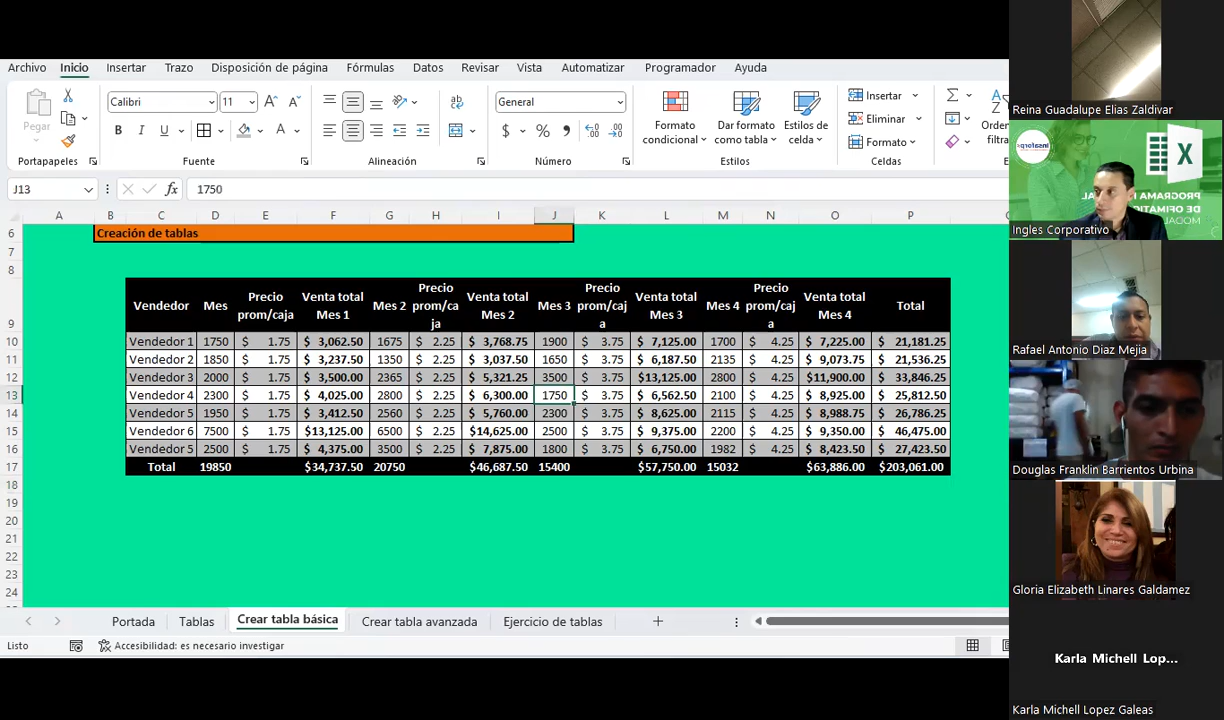 Archivo Inicio Insertar Trazo Disposición de página Fórmulas Datos Revisar Vista Automatizar Programador Ayuda
Pegar
Calibri 11
General
Formato condicional
Dar formato como tabla
Estilos de celda
Insertar
Eliminar
Formato
Portapapeles Fuente Alineación Número Estilos Celdas
J13 fx 1750
A B C D E F G H I J K L M N O P
6 Creación de tablas
7
8
9 Vendedor Mes Precio prom/caja Venta total Mes 1 Mes 2 Precio prom/ca ja Venta total Mes 2 Mes 3 Precio prom/caj a Venta total Mes 3 Mes 4 Precio prom/caj a Venta total Mes 4 Total
10 Vendedor 1 1750 $ 1.75 $ 3,062.50 1675 $ 2.25 $ 3,768.75 1900 $ 3.75 $ 7,125.00 1700 $ 4.25 $ 7,225.00 $ 21,181.25
11 Vendedor 2 1850 $ 1.75 $ 3,237.50 1350 $ 2.25 $ 3,037.50 1650 $ 3.75 $ 6,187.50 2135 $ 4.25 $ 9,073.75 $ 21,536.25
12 Vendedor 3 2000 $ 1.75 $ 3,500.00 2365 $ 2.25 $ 5,321.25 3500 $ 3.75 $13,125.00 2800 $ 4.25 $11,900.00 $ 33,846.25
13 Vendedor 4 2300 $ 1.75 $ 4,025.00 2800 $ 2.25 $ 6,300.00 1750 $ 3.75 $ 6,562.50 2100 $ 4.25 $ 8,925.00 $ 25,812.50
14 Vendedor 5 1950 $ 1.75 $ 3,412.50 2560 $ 2.25 $ 5,760.00 2300 $ 3.75 $ 8,625.00 2115 $ 4.25 $ 8,988.75 $ 26,786.25
15 Vendedor 6 7500 $ 1.75 $13,125.00 6500 $ 2.25 $14,625.00 2500 $ 3.75 $ 9,375.00 2200 $ 4.25 $ 9,350.00 $ 46,475.00
16 Vendedor 5 2500 $ 1.75 $ 4,375.00 3500 $ 2.25 $ 7,875.00 1800 $ 3.75 $ 6,750.00 1982 $ 4.25 $ 8,423.50 $ 27,423.50
17 Total 19850 $34,737.50 20750 $46,687.50 15400 $57,750.00 15032 $63,886.00 $203,061.00
18
19
20
21
22
23
24
Portada Tablas Crear tabla básica Crear tabla avanzada Ejercicio de tablas
Listo Accesibilidad: es necesario investigar
Reina Guadalupe Elias Zaldivar
Ingles Corporativo
Rafael Antonio Diaz Mejia
Douglas Franklin Barrientos Urbina
Gloria Elizabeth Linares Galdamez
Karla Michell Lop...
Karla Michell Lopez Galeas